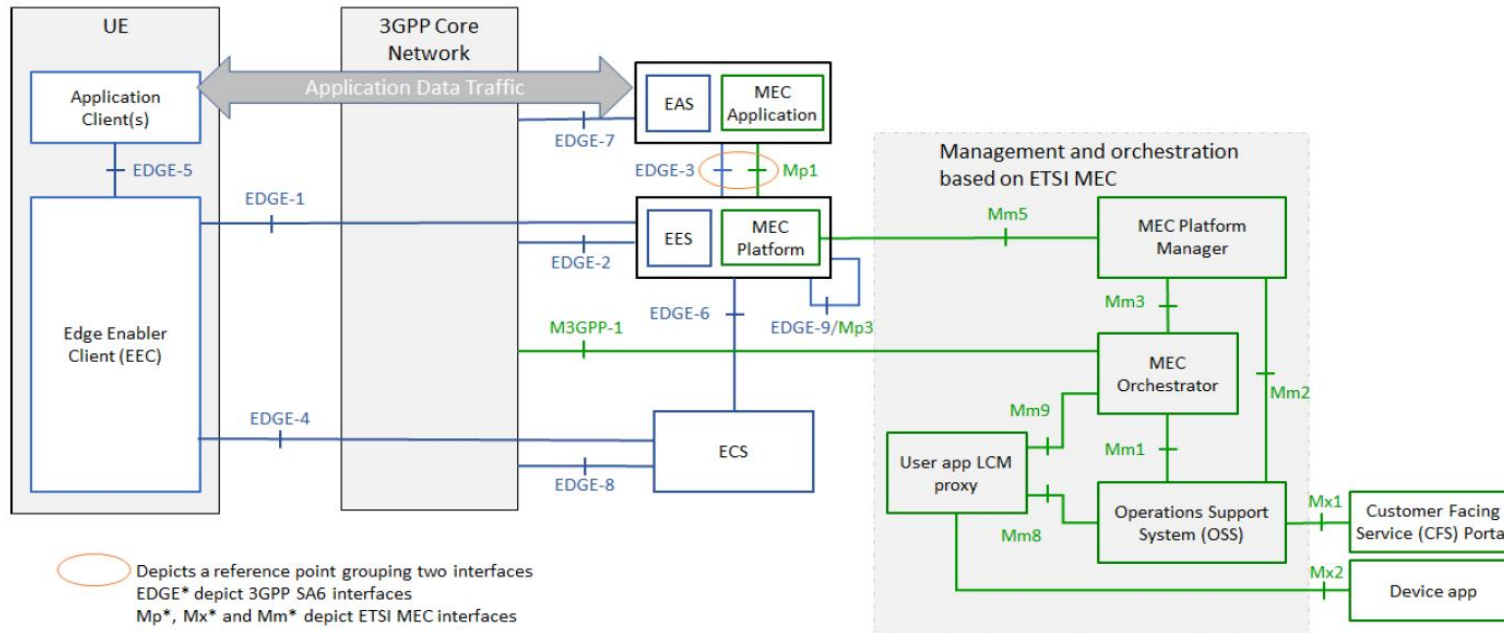 UE
3GPP Core
Network
Application Data Traffic
Application
Client(s)
EAS
MEC
Application
EDGE-7
EDGE-5
EDGE-3
Mp1
Management and orchestration
based on ETSI MEC
EDGE-1
EES
MEC
Platform
Mm5
MEC Platform
Manager
EDGE-2
EDGE-6
EDGE-9/Mp3
Mm3
M3GPP-1
Edge Enabler
Client (EEC)
MEC
Orchestrator
Mm2
Mm9
EDGE-4
ECS
User app LCM
proxy
Mm1
EDGE-8
Mm8
Operations Support
System (OSS)
Mx1
Customer Facing
Service (CFS) Porta
Mx2
Device app
Depicts a reference point grouping two interfaces
EDGE* depict 3GPP SA6 interfaces
Mp*, Mx* and Mm* depict ETSI MEC interfaces